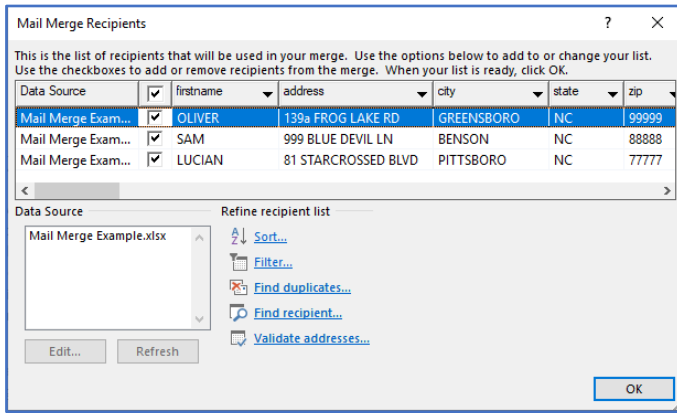 Mail Merge Recipients ? ×
This is the list of recipients that will be used in your merge. Use the options below to add to or change your list.
Use the checkboxes to add or remove recipients from the merge. When your list is ready, click OK.
Data Source firstname address city state zip
Mail Merge Exam... OLIVER 139a FROG LAKE RD GREENSBORO NC 99999
Mail Merge Exam... SAM 999 BLUE DEVIL LN BENSON NC 88888
Mail Merge Exam... LUCIAN 81 STARCROSSED BLVD PITTSBORO NC 77777
Data Source Refine recipient list
Mail Merge Example.xlsx
Sort...
Filter...
Find duplicates...
Find recipient...
Validate addresses...
Edit... Refresh
OK